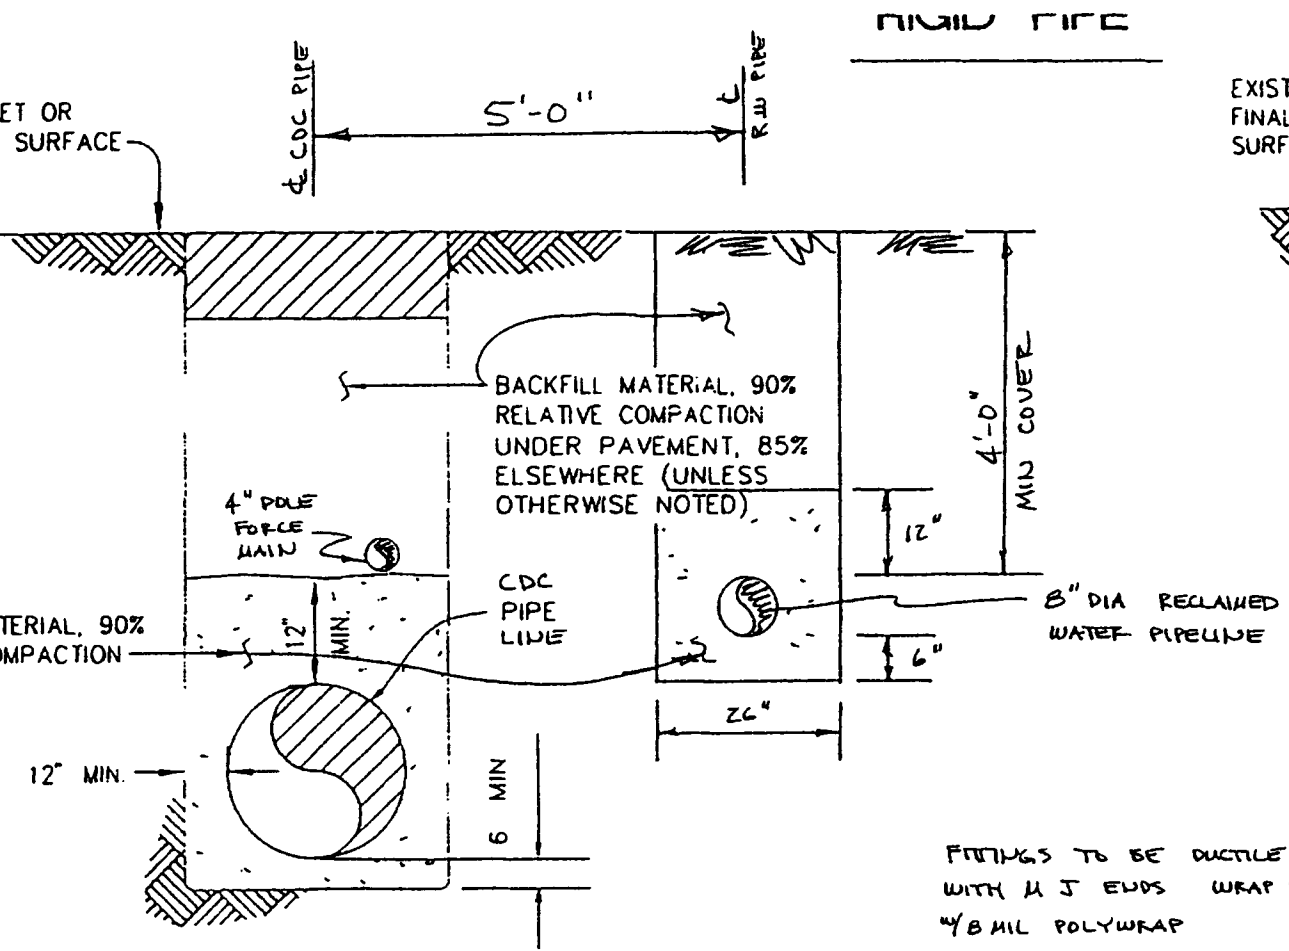 RIGID PIPE
℄ CDC PIPE
5'-0"
℄
R.W PIPE
ET OR
SURFACE
EXIST
FINAL
SURF
BACKFILL MATERIAL, 90%
RELATIVE COMPACTION
UNDER PAVEMENT, 85%
ELSEWHERE (UNLESS
OTHERWISE NOTED)
4'-0"
MIN COVER
4" POLE
FORCE
MAIN
12"
CDC
PIPE
LINE
12"
MIN.
TERIAL, 90%
OMPACTION
8" DIA RECLAIMED
WATER PIPELINE
6"
26"
12" MIN.
6 MIN
FITTINGS TO BE DUCTILE
WITH M J ENDS WRAP
W/ 8 MIL POLYWRAP